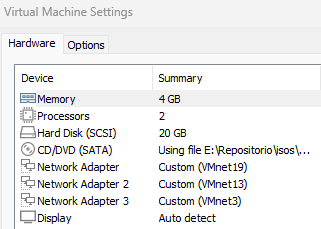 Virtual Machine Settings
Hardware Options
Device Summary
Memory 4 GB
Processors 2
Hard Disk (SCSI) 20 GB
CD/DVD (SATA) Using file E:\Repositorio\isos\...
Network Adapter Custom (VMnet19)
Network Adapter 2 Custom (VMnet13)
Network Adapter 3 Custom (VMnet3)
Display Auto detect